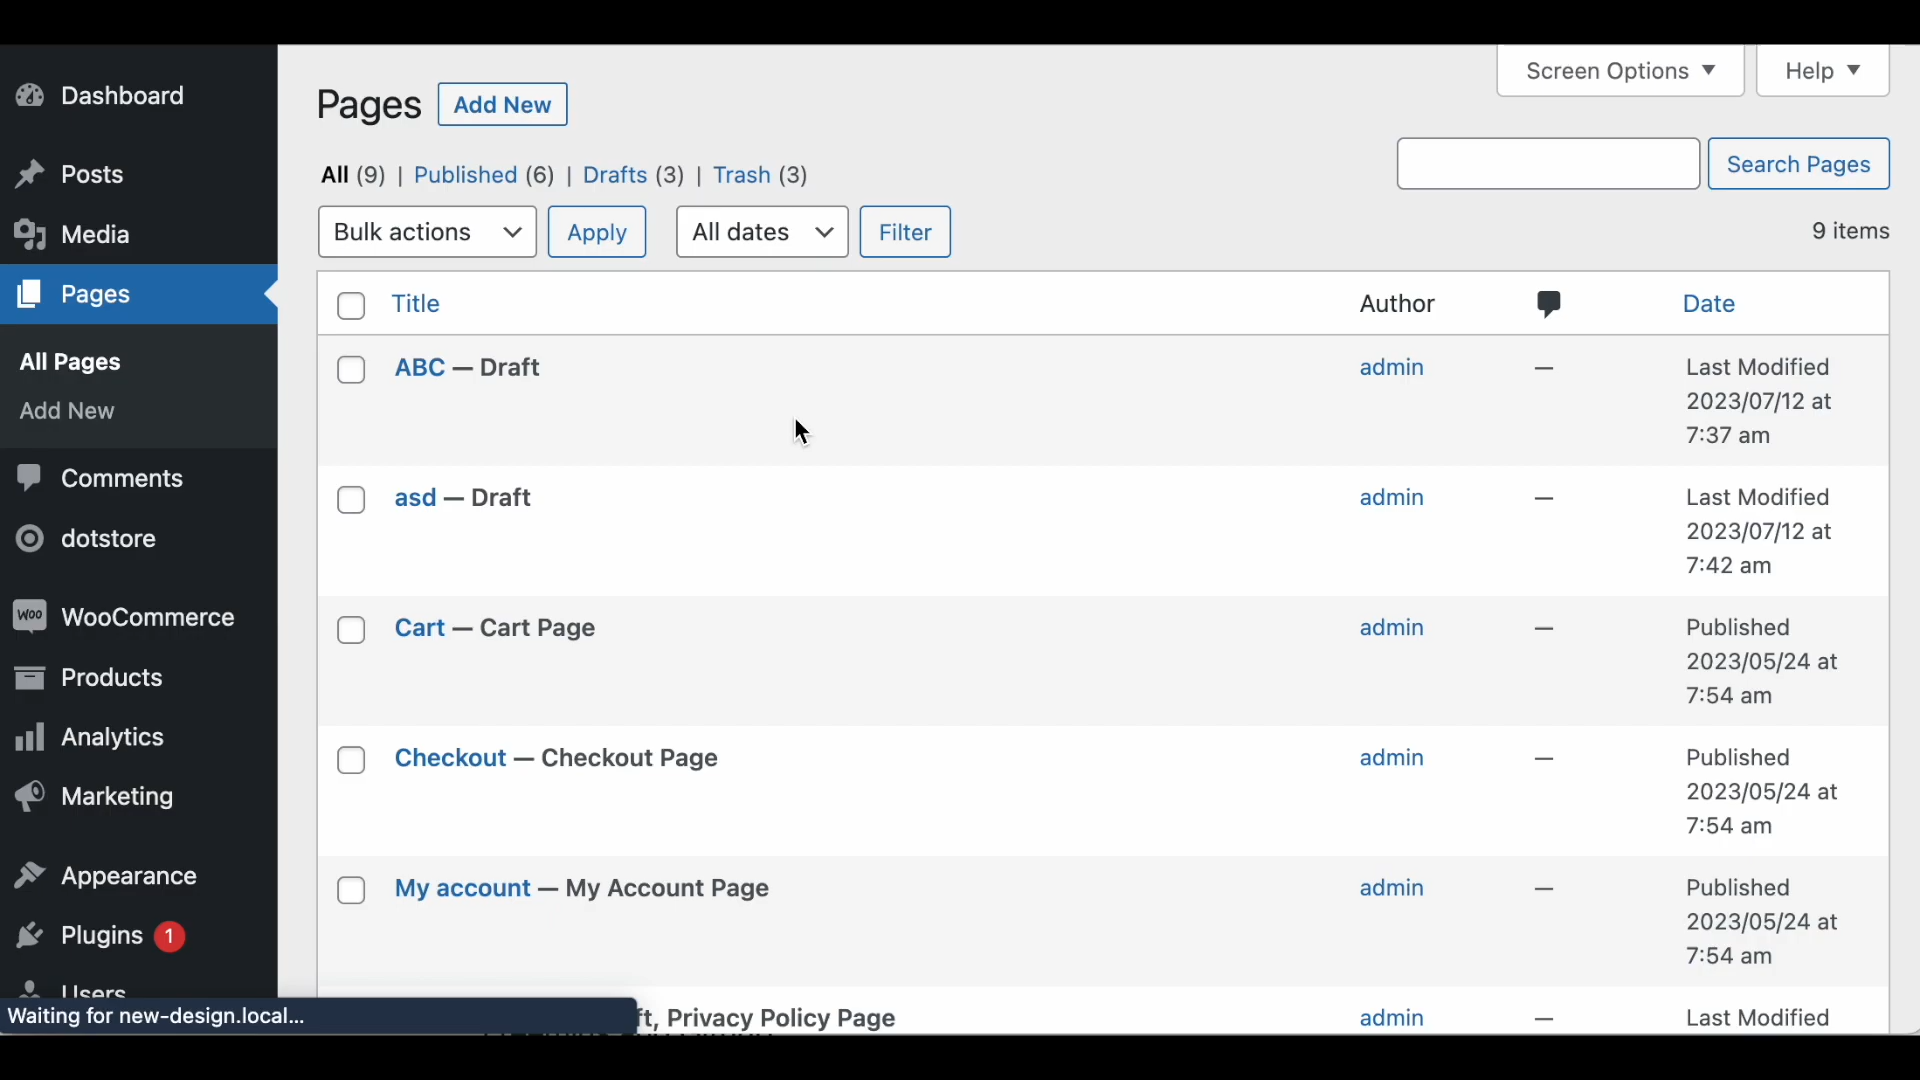 Screen Options ▼
Help ▼
Dashboard
Posts
Media
Pages
All Pages
Add New
Comments
dotstore
WooCommerce
Products
Analytics
Marketing
Appearance
Plugins 1
Users
Waiting for new-design.local...
Pages Add New
All (9) | Published (6) | Drafts (3) | Trash (3)
Search Pages
Bulk actions Apply All dates Filter
9 items
Title Author Date
ABC — Draft admin — Last Modified
2023/07/12 at
7:37 am
asd — Draft admin — Last Modified
2023/07/12 at
7:42 am
Cart — Cart Page admin — Published
2023/05/24 at
7:54 am
Checkout — Checkout Page admin — Published
2023/05/24 at
7:54 am
My account — My Account Page admin — Published
2023/05/24 at
7:54 am
Privacy Policy Page admin — Last Modified